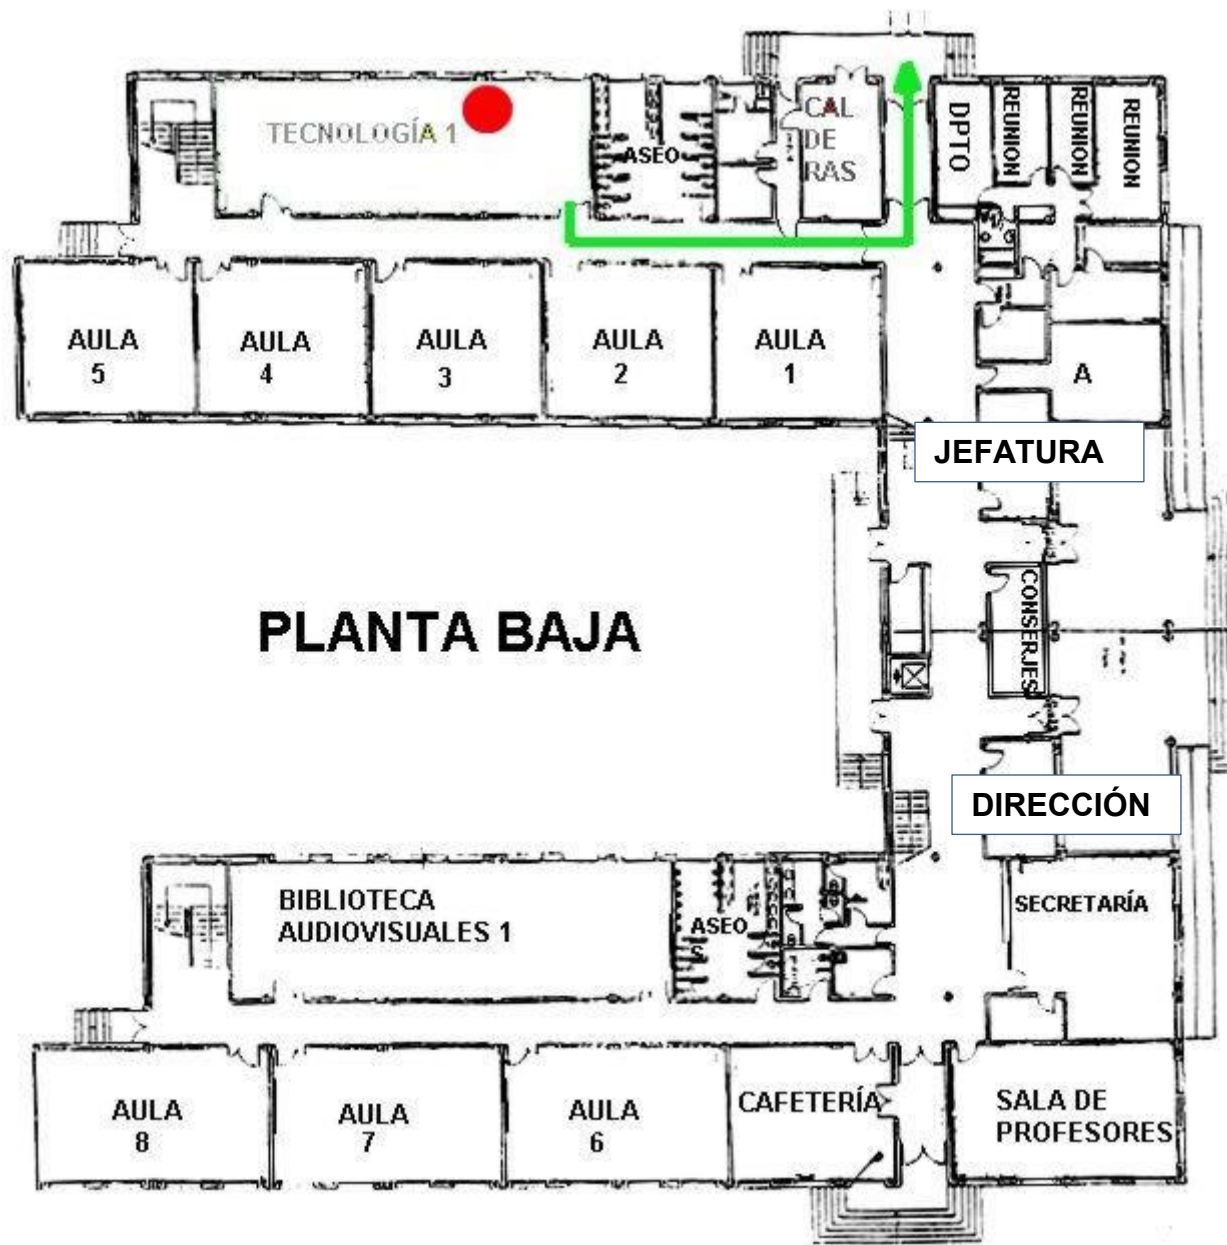 TECNOLOGÍA 1
ASEO
CAL
DE
RAS
DPTO
REUNION
REUNION
REUNION
AULA
5
AULA
4
AULA
3
AULA
2
AULA
1
A
JEFATURA
PLANTA BAJA
CONSERJES
DIRECCIÓN
BIBLIOTECA
AUDIOVISUALES 1
ASEO
SECRETARÍA
AULA
8
AULA
7
AULA
6
CAFETERÍA
SALA DE
PROFESORES